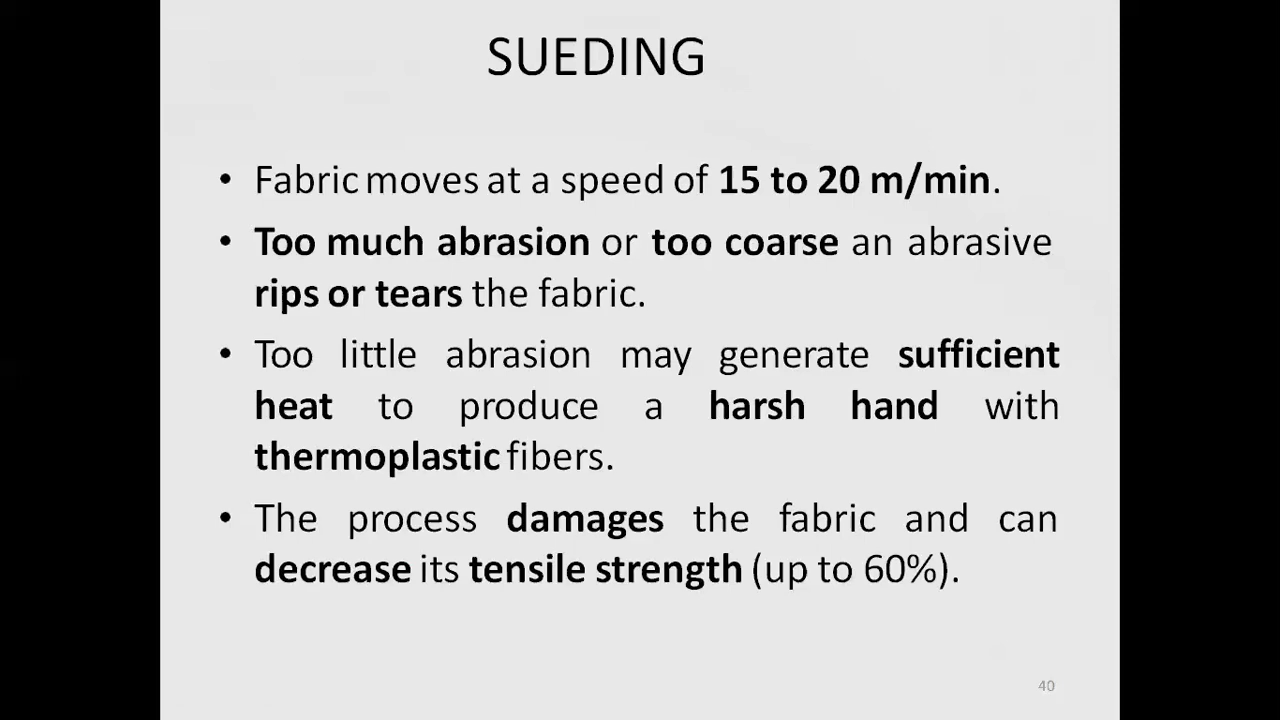 SUEDING
• Fabric moves at a speed of 15 to 20 m/min.
• Too much abrasion or too coarse an abrasive
rips or tears the fabric.
• Too little abrasion may generate sufficient
heat to produce a harsh hand with
thermoplastic fibers.
• The process damages the fabric and can
decrease its tensile strength (up to 60%).
40